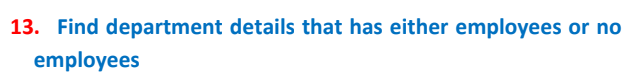 13. Find department details that has either employees or no
employees